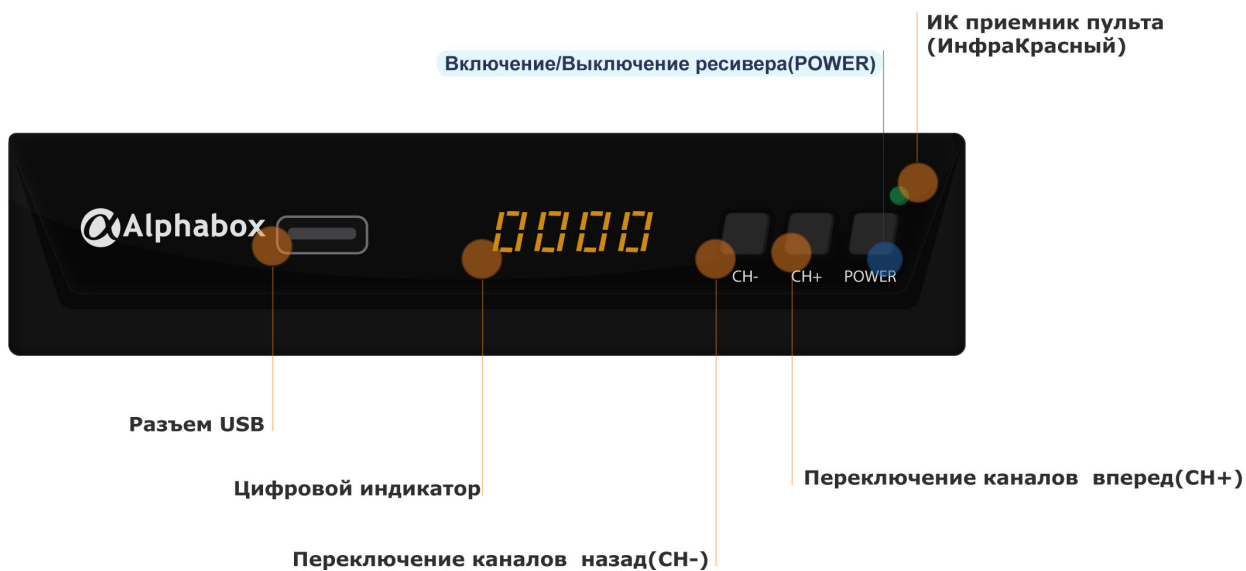 ИК приемник пульта
(ИнфраКрасный)
Включение/Выключение ресивера(POWER)
Alphabox
0000
CH-
CH+
POWER
Разъем USB
Переключение каналов вперед(CH+)
Цифровой индикатор
Переключение каналов назад(CH-)